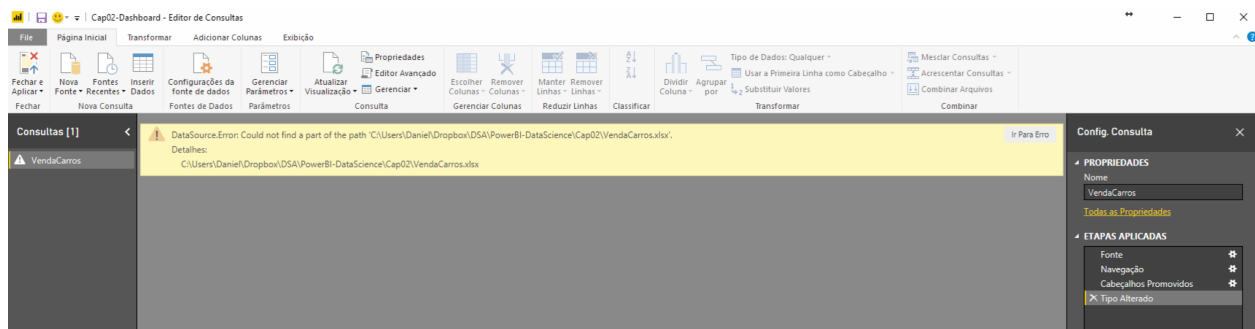 Cap02-Dashboard - Editor de Consultas
File Página Inicial Transformar Adicionar Colunas Exibição
Fechar e Aplicar
Nova Fonte
Fontes Recentes
Inserir Dados
Configurações da fonte de dados
Gerenciar Parâmetros
Atualizar Visualização
Propriedades
Editor Avançado
Gerenciar
Escolher Colunas
Remover Colunas
Manter Linhas
Remover Linhas
Dividir Coluna
Agrupar por
Tipo de Dados: Qualquer
Usar a Primeira Linha como Cabeçalho
Substituir Valores
Mesclar Consultas
Acrescentar Consultas
Combinar Arquivos
Fechar Nova Consulta Fontes de Dados Parâmetros Consulta Gerenciar Colunas Reduzir Linhas Classificar Transformar Combinar
Consultas [1]
VendaCarros
DataSource.Error: Could not find a part of the path 'C:\Users\Daniel\Dropbox\DSA\PowerBI-DataScience\Cap02\VendaCarros.xlsx'.
Detalhes:
C:\Users\Daniel\Dropbox\DSA\PowerBI-DataScience\Cap02\VendaCarros.xlsx
Ir Para Erro
Config. Consulta
PROPRIEDADES
Nome
VendaCarros
Todas as Propriedades
ETAPAS APLICADAS
Fonte
Navegação
Cabeçalhos Promovidos
Tipo Alterado